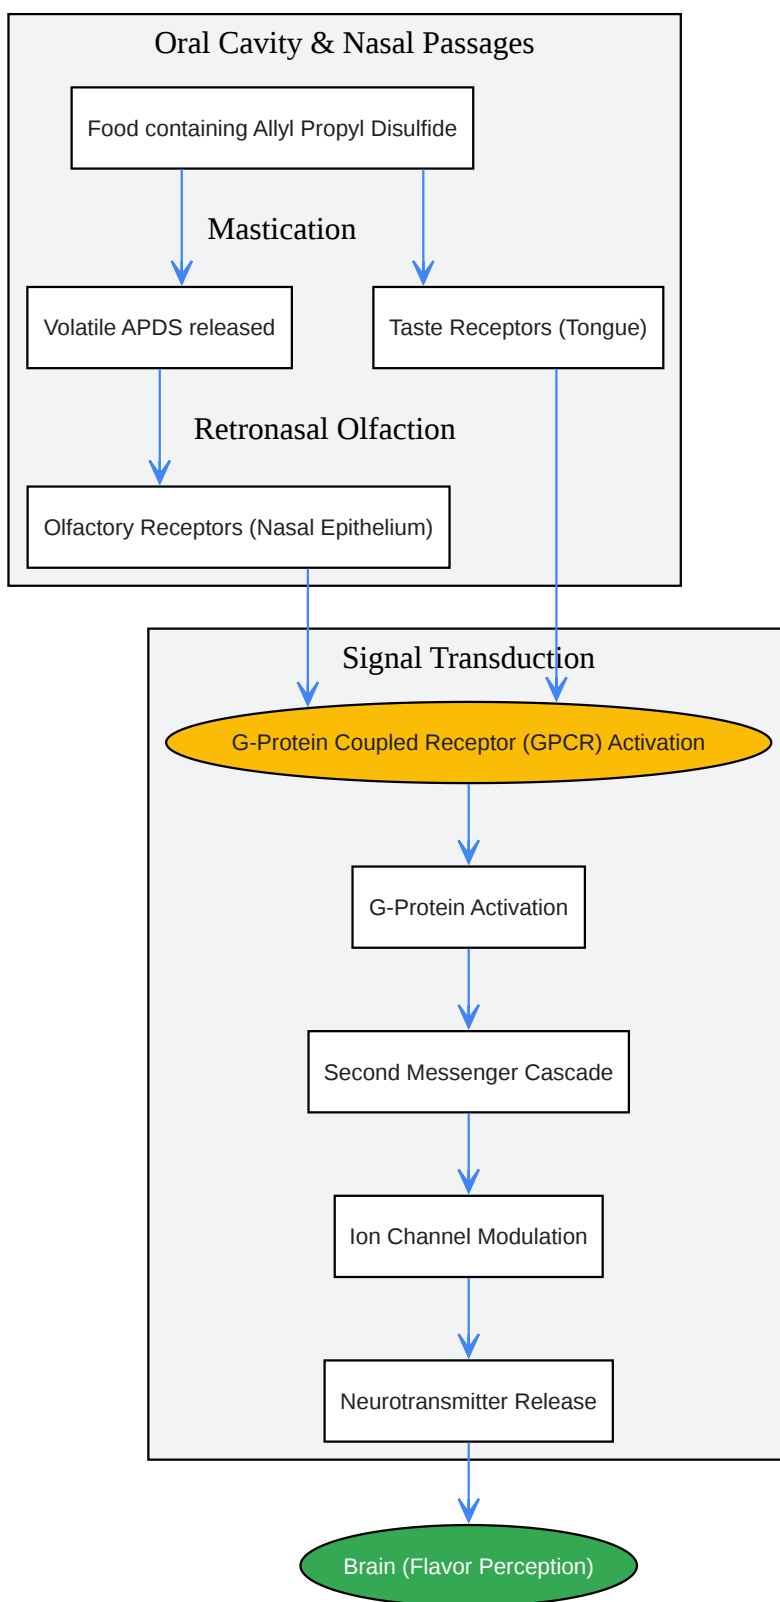 Oral Cavity & Nasal Passages
Food containing Allyl Propyl Disulfide
Mastication
Volatile APDS released
Taste Receptors (Tongue)
Retronasal Olfaction
Olfactory Receptors (Nasal Epithelium)
Signal Transduction
G-Protein Coupled Receptor (GPCR) Activation
G-Protein Activation
Second Messenger Cascade
Ion Channel Modulation
Neurotransmitter Release
Brain (Flavor Perception)